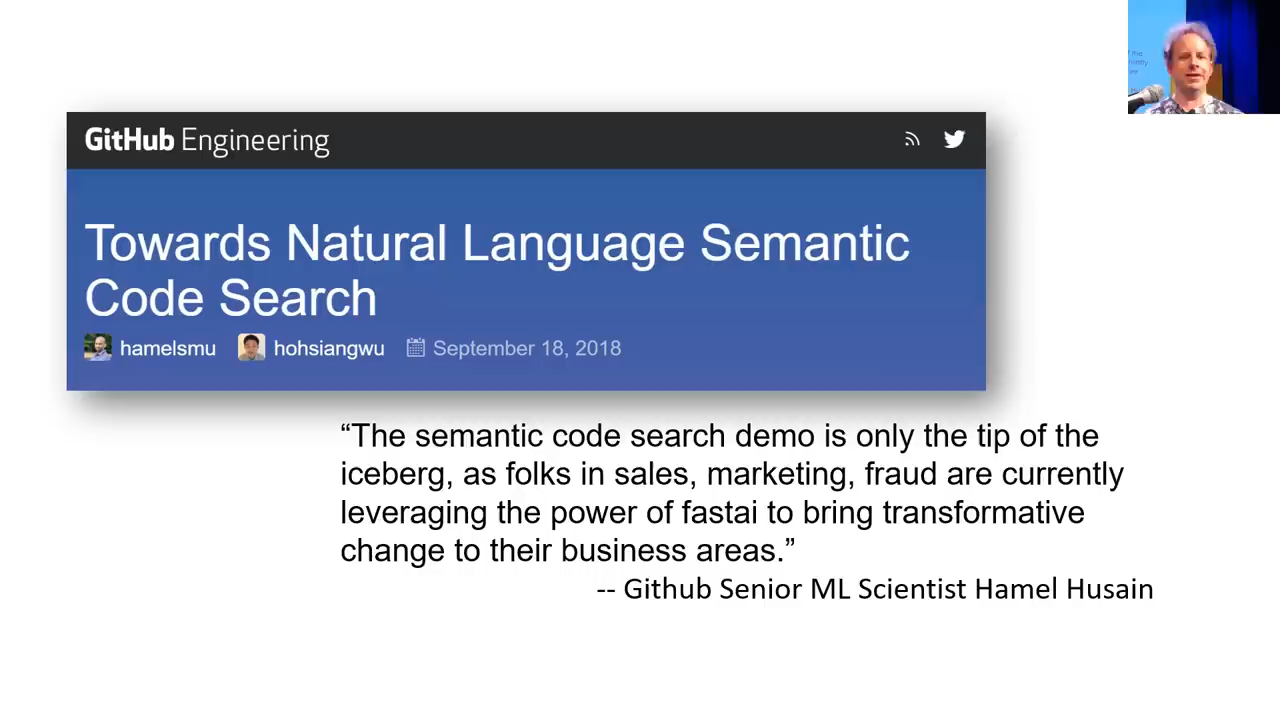 GitHub Engineering
Towards Natural Language Semantic
Code Search
hamelsmu hohsiangwu September 18, 2018
“The semantic code search demo is only the tip of the
iceberg, as folks in sales, marketing, fraud are currently
leveraging the power of fastai to bring transformative
change to their business areas.”
-- Github Senior ML Scientist Hamel Husain